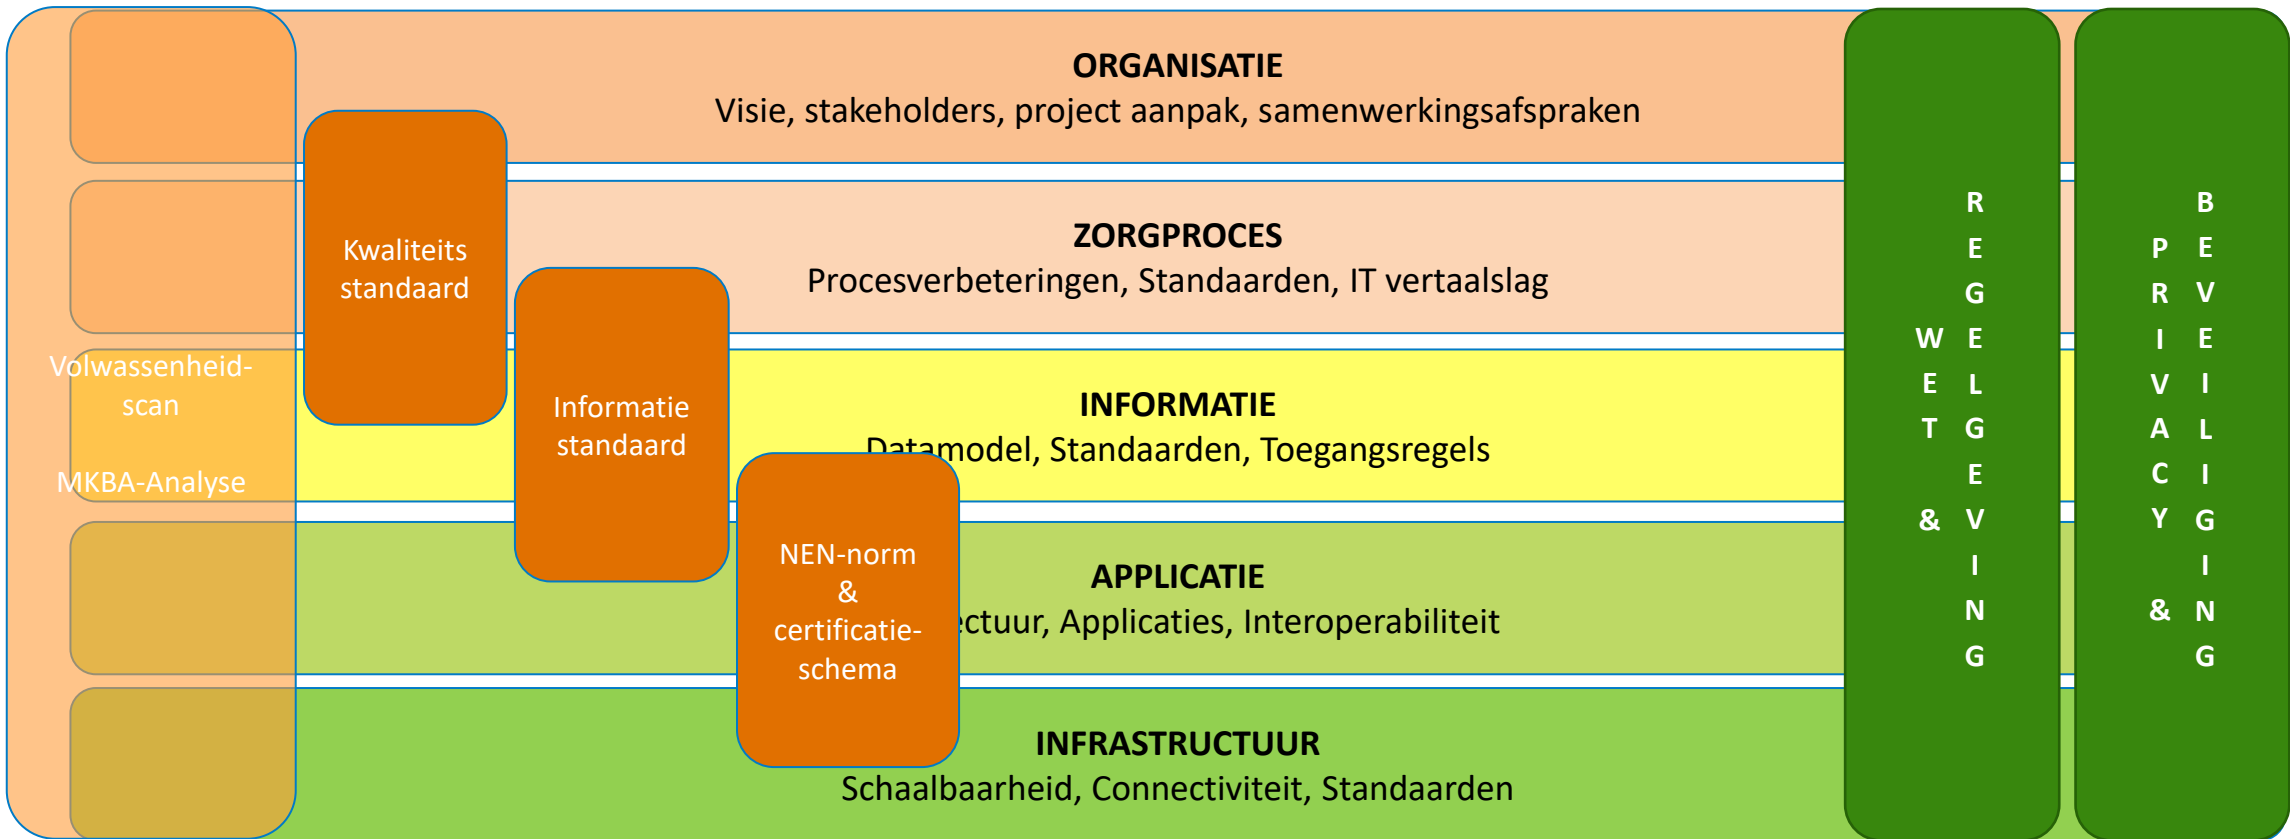 ORGANISATIE
Visie, stakeholders, project aanpak, samenwerkingsafspraken
ZORGPROCES
Procesverbeteringen, Standaarden, IT vertaalslag
INFORMATIE
Datamodel, Standaarden, Toegangsregels
APPLICATIE
Applicaties, Interoperabiliteit
INFRASTRUCTUUR
Schaalbaarheid, Connectiviteit, Standaarden
Volwassenheid-
scan
MKBA-Analyse
Kwaliteits
standaard
Informatie
standaard
NEN-norm
&
certificatie-
schema
WET &
REGELGEVING
PRIVACY &
BEVEILIGING